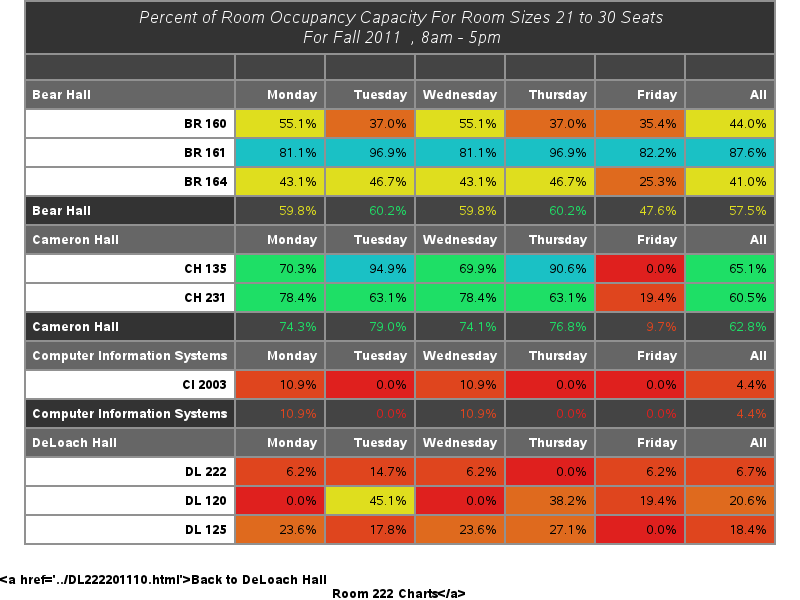 Percent of Room Occupancy Capacity For Room Sizes 21 to 30 Seats
For Fall 2011 , 8am - 5pm
Bear Hall Monday Tuesday Wednesday Thursday Friday All
BR 160 55.1% 37.0% 55.1% 37.0% 35.4% 44.0%
BR 161 81.1% 96.9% 81.1% 96.9% 82.2% 87.6%
BR 164 43.1% 46.7% 43.1% 46.7% 25.3% 41.0%
Bear Hall 59.8% 60.2% 59.8% 60.2% 47.6% 57.5%
Cameron Hall Monday Tuesday Wednesday Thursday Friday All
CH 135 70.3% 94.9% 69.9% 90.6% 0.0% 65.1%
CH 231 78.4% 63.1% 78.4% 63.1% 19.4% 60.5%
Cameron Hall 74.3% 79.0% 74.1% 76.8% 9.7% 62.8%
Computer Information Systems Monday Tuesday Wednesday Thursday Friday All
CI 2003 10.9% 0.0% 10.9% 0.0% 0.0% 4.4%
Computer Information Systems 10.9% 0.0% 10.9% 0.0% 0.0% 4.4%
DeLoach Hall Monday Tuesday Wednesday Thursday Friday All
DL 222 6.2% 14.7% 6.2% 0.0% 6.2% 6.7%
DL 120 0.0% 45.1% 0.0% 38.2% 19.4% 20.6%
DL 125 23.6% 17.8% 23.6% 27.1% 0.0% 18.4%
<a href='../DL222201110.html'>Back to DeLoach Hall
Room 222 Charts</a>